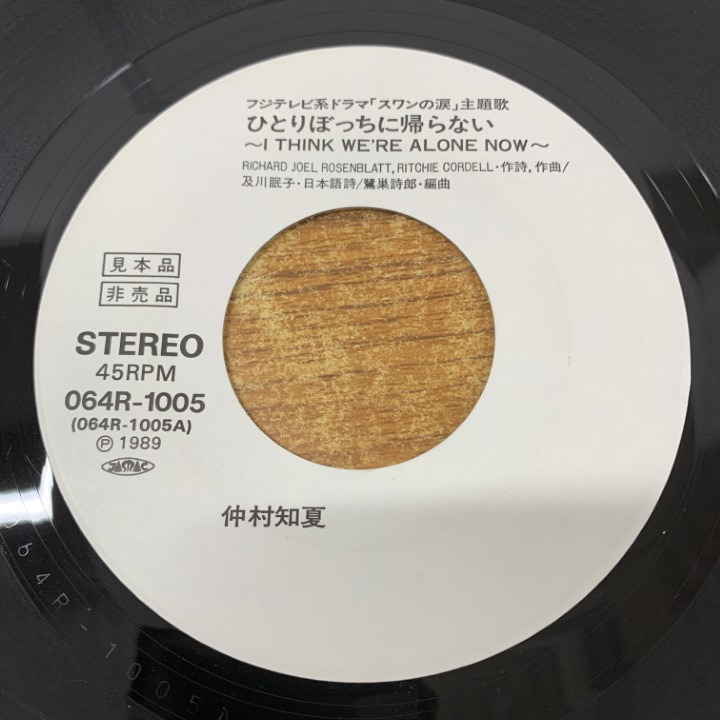 フジテレビ系ドラマ「スワンの涙」主題歌
ひとりぼっちに帰らない
〜I THINK WE'RE ALONE NOW〜
RICHARD JOEL ROSENBLATT, RITCHIE CORDELL・作詩, 作曲/
及川眠子・日本語詩/鷺巣詩郎・編曲
見本品
非売品
STEREO
45RPM
064R-1005
(064R-1005A)
Ⓟ 1989
JASRAC
仲村知夏
064R-1005A